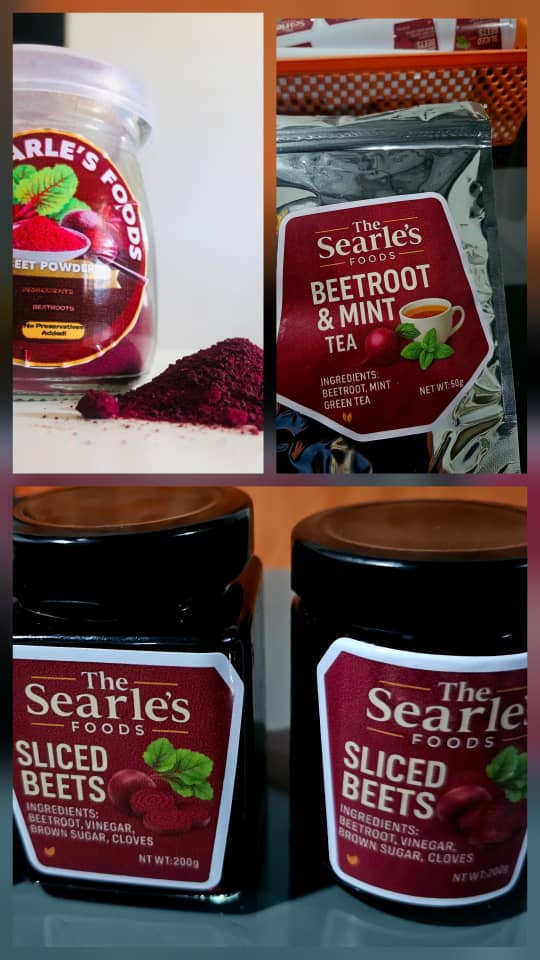 ARLE'S FOODS
EET POWDER
INGREDIENTS
BEETROOTS
No Preservatives
Added!
SLICED
BEETS
The
Searle's
FOODS
BEETROOT
& MINT
TEA
INGREDIENTS:
BEETROOT, MINT
GREEN TEA
NET WT: 50g
The
Searle's
FOODS
SLICED
BEETS
INGREDIENTS:
BEETROOT, VINEGAR,
BROWN SUGAR, CLOVES
NT WT:200g
The
Searle's
FOODS
SLICED
BEETS
INGREDIENTS:
BEETROOT, VINEGAR,
BROWN SUGAR, CLOVES
NT WT:200g